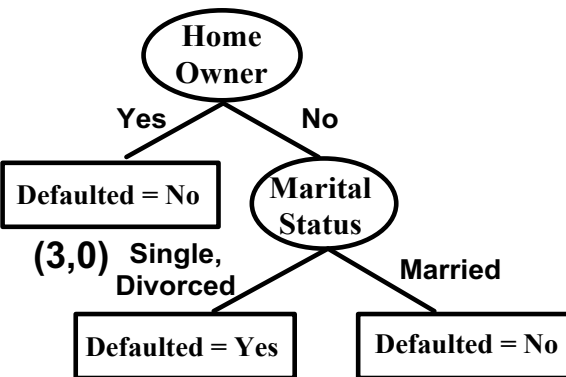 Home
Owner
Yes
No
Defaulted = No
Marital
Status
(3,0)
Single,
Divorced
Married
Defaulted = Yes
Defaulted = No